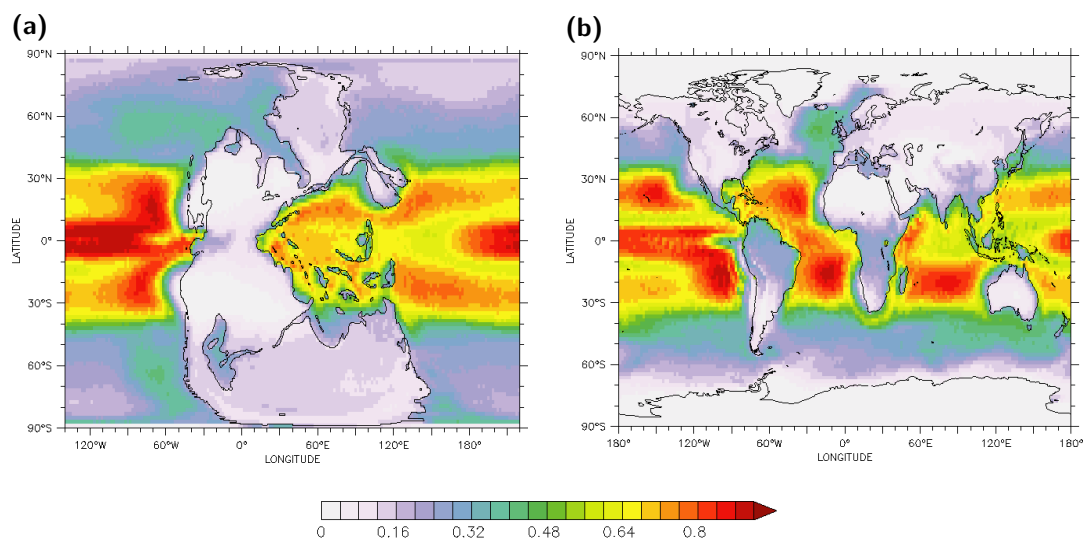 (a)
90°N
60°N
30°N
0°
30°S
60°S
90°S
LATITUDE
120°W 60°W 0° 60°E 120°E
LONGITUDE
(b)
90°N
60°N
30°N
0°
30°S
60°S
90°S
LATITUDE
180° 120°W 60°W 0° 60°E 120°E 180°
LONGITUDE
0 0.16 0.32 0.48 0.64 0.8